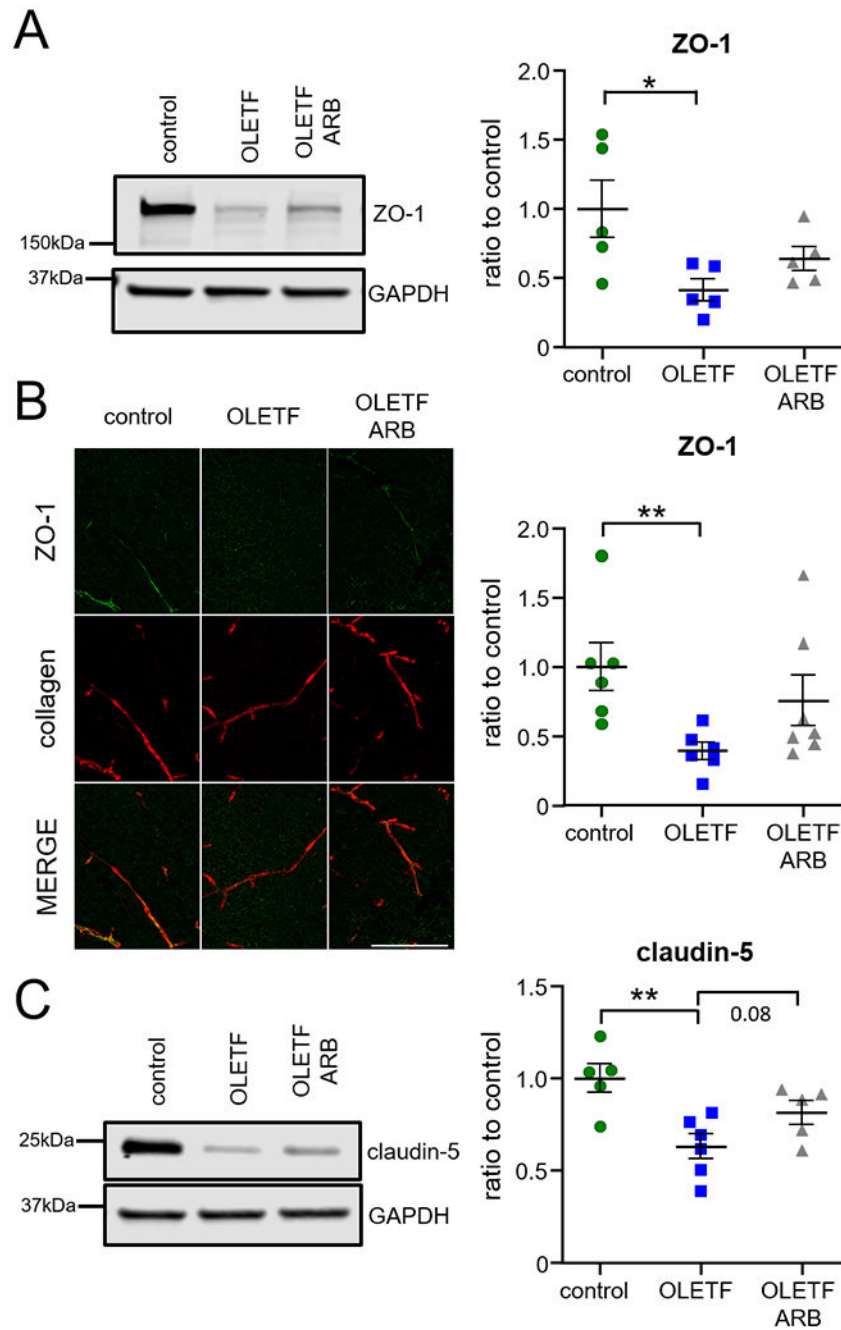 A
control
OLETF
OLETF
ARB
ZO-1
150kDa
37kDa
GAPDH
ZO-1
ratio to control
2.0
1.5
1.0
0.5
0
*
control
OLETF
OLETF
ARB
B
control
OLETF
OLETF
ARB
ZO-1
collagen
MERGE
ZO-1
ratio to control
2.0
1.5
1.0
0.5
0
**
control
OLETF
OLETF
ARB
C
control
OLETF
OLETF
ARB
25kDa
claudin-5
37kDa
GAPDH
claudin-5
ratio to control
1.5
1.0
0.5
0
**
0.08
control
OLETF
OLETF
ARB